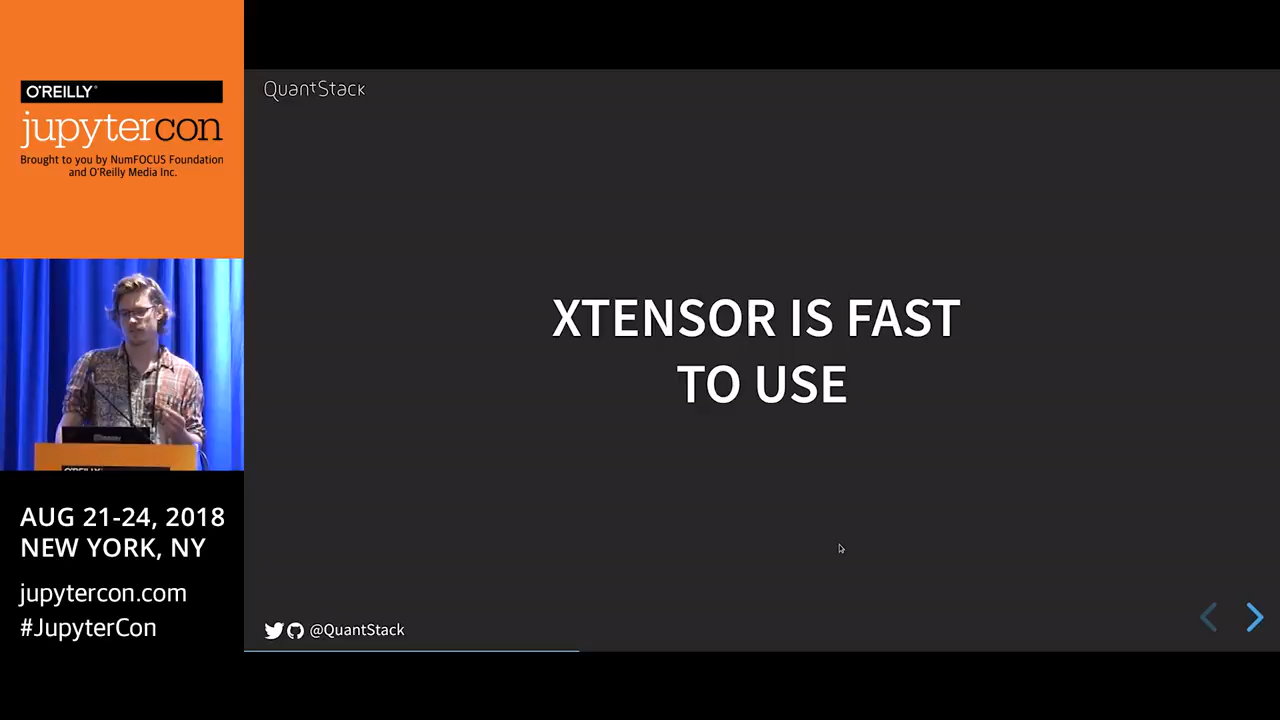 O'REILLY®
jupytercon
Brought to you by NumFOCUS Foundation
and O'Reilly Media Inc.
QuantStack
XTENSOR IS FAST
TO USE
O'REILLY
AUG 21-24, 2018
NEW YORK, NY
jupytercon.com
#JupyterCon
@QuantStack